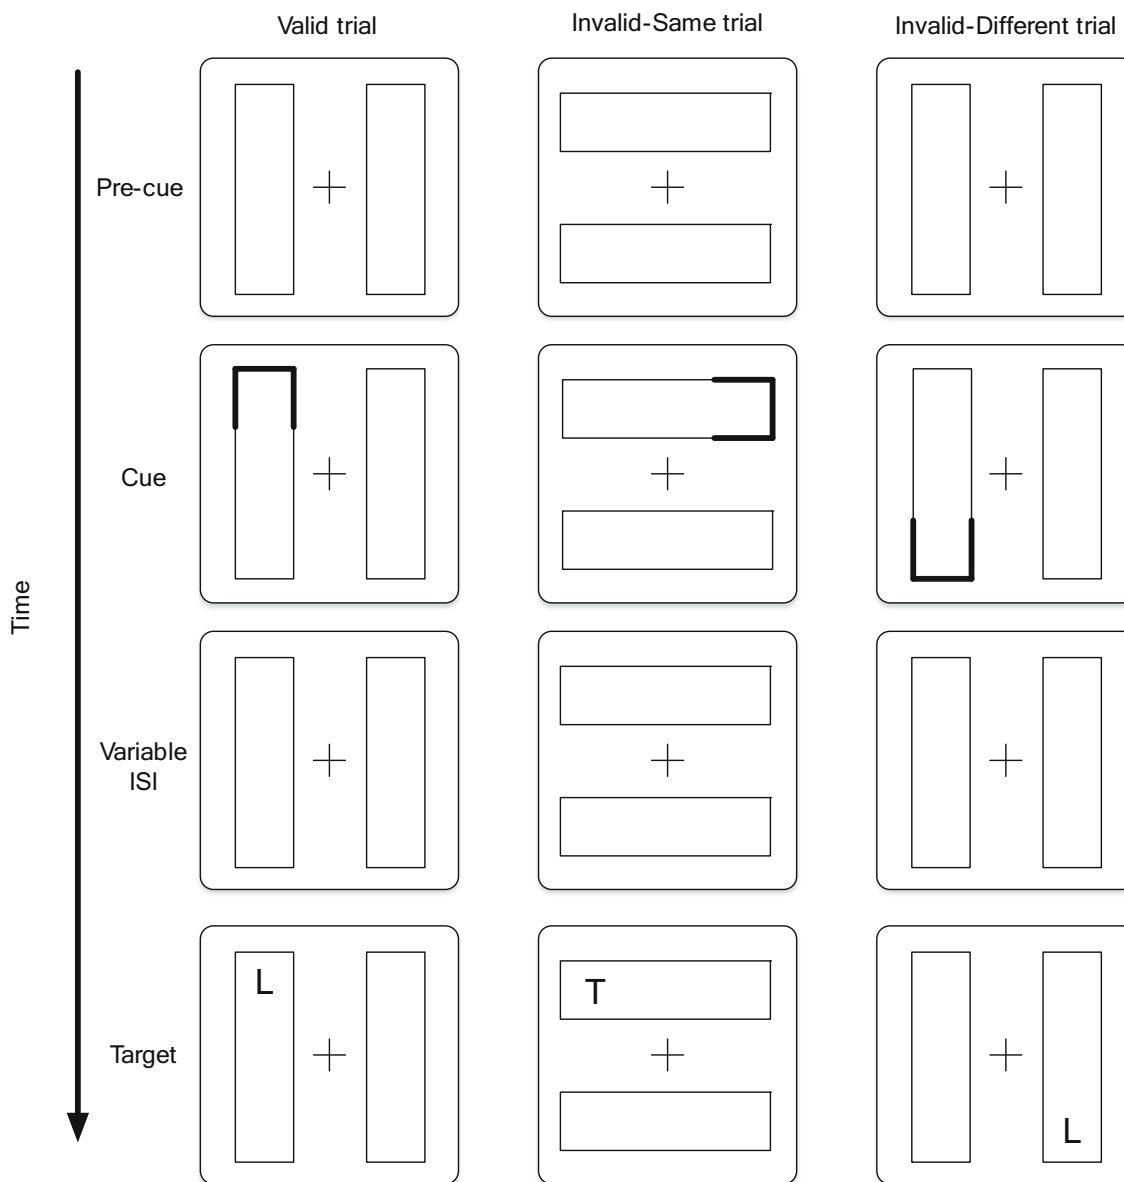 Valid trial
Invalid-Same trial
Invalid-Different trial
Pre-cue
Cue
Time
Variable
ISI
Target
L
T
L